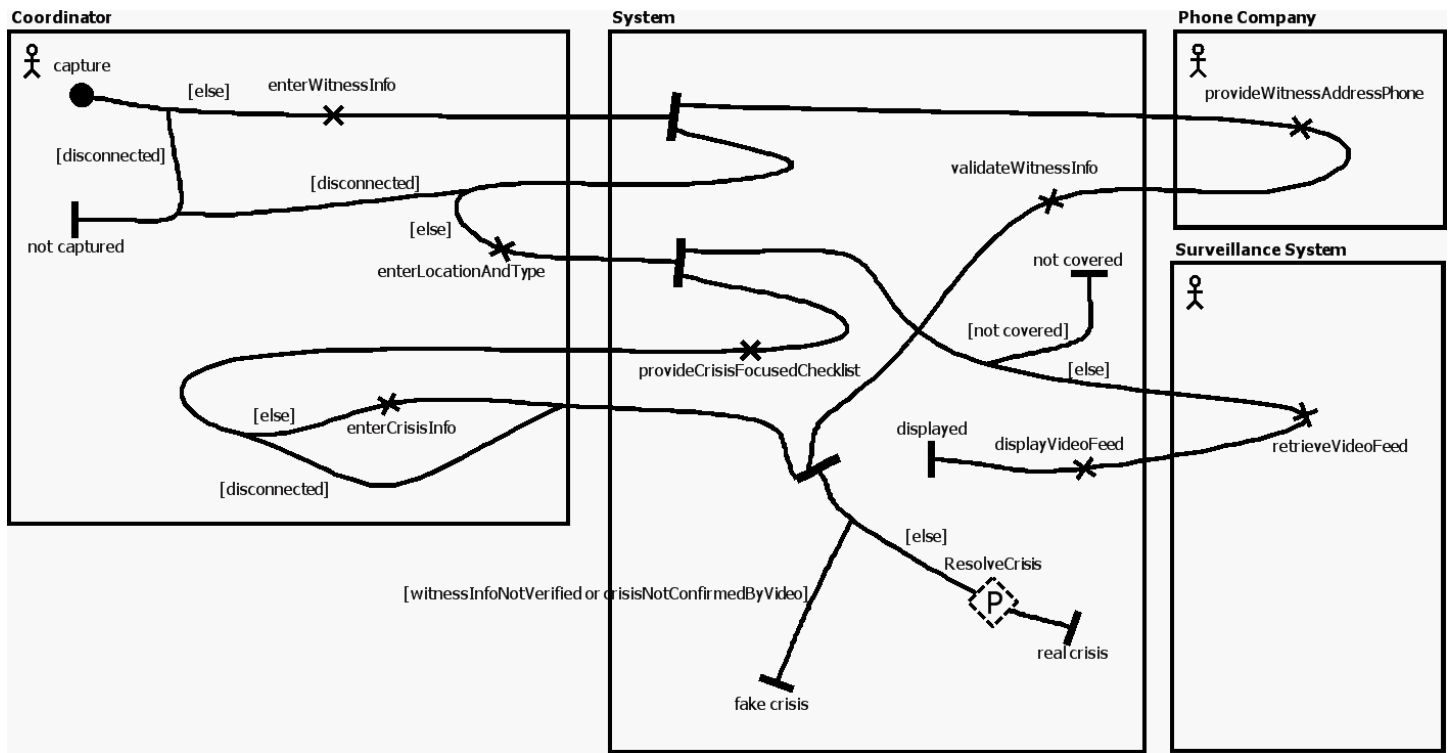 Coordinator
System
Phone Company
capture
[else]
enterWitnessInfo
provideWitnessAddressPhone
[disconnected]
[disconnected]
validateWitnessInfo
not captured
[else]
enterLocationAndType
not covered
Surveillance System
[not covered]
provideCrisisFocusedChecklist
[else]
[else]
enterCrisisInfo
displayed
displayVideoFeed
retrieveVideoFeed
[disconnected]
[else]
ResolveCrisis
[witnessInfoNotVerified or crisisNotConfirmedByVideo]
P
real crisis
fake crisis